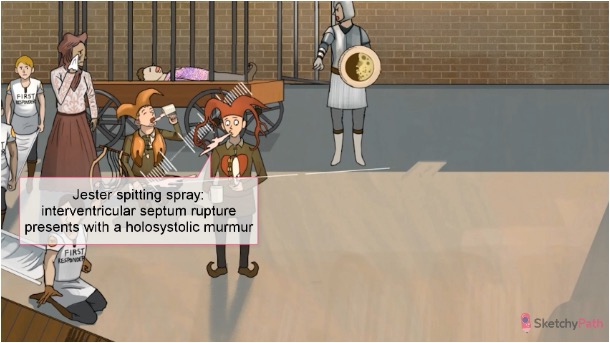 FIRST
RESPONDER
Jester spitting spray:
interventricular septum rupture
presents with a holosystolic murmur
FIRST
RESPONDER
SketchyPath